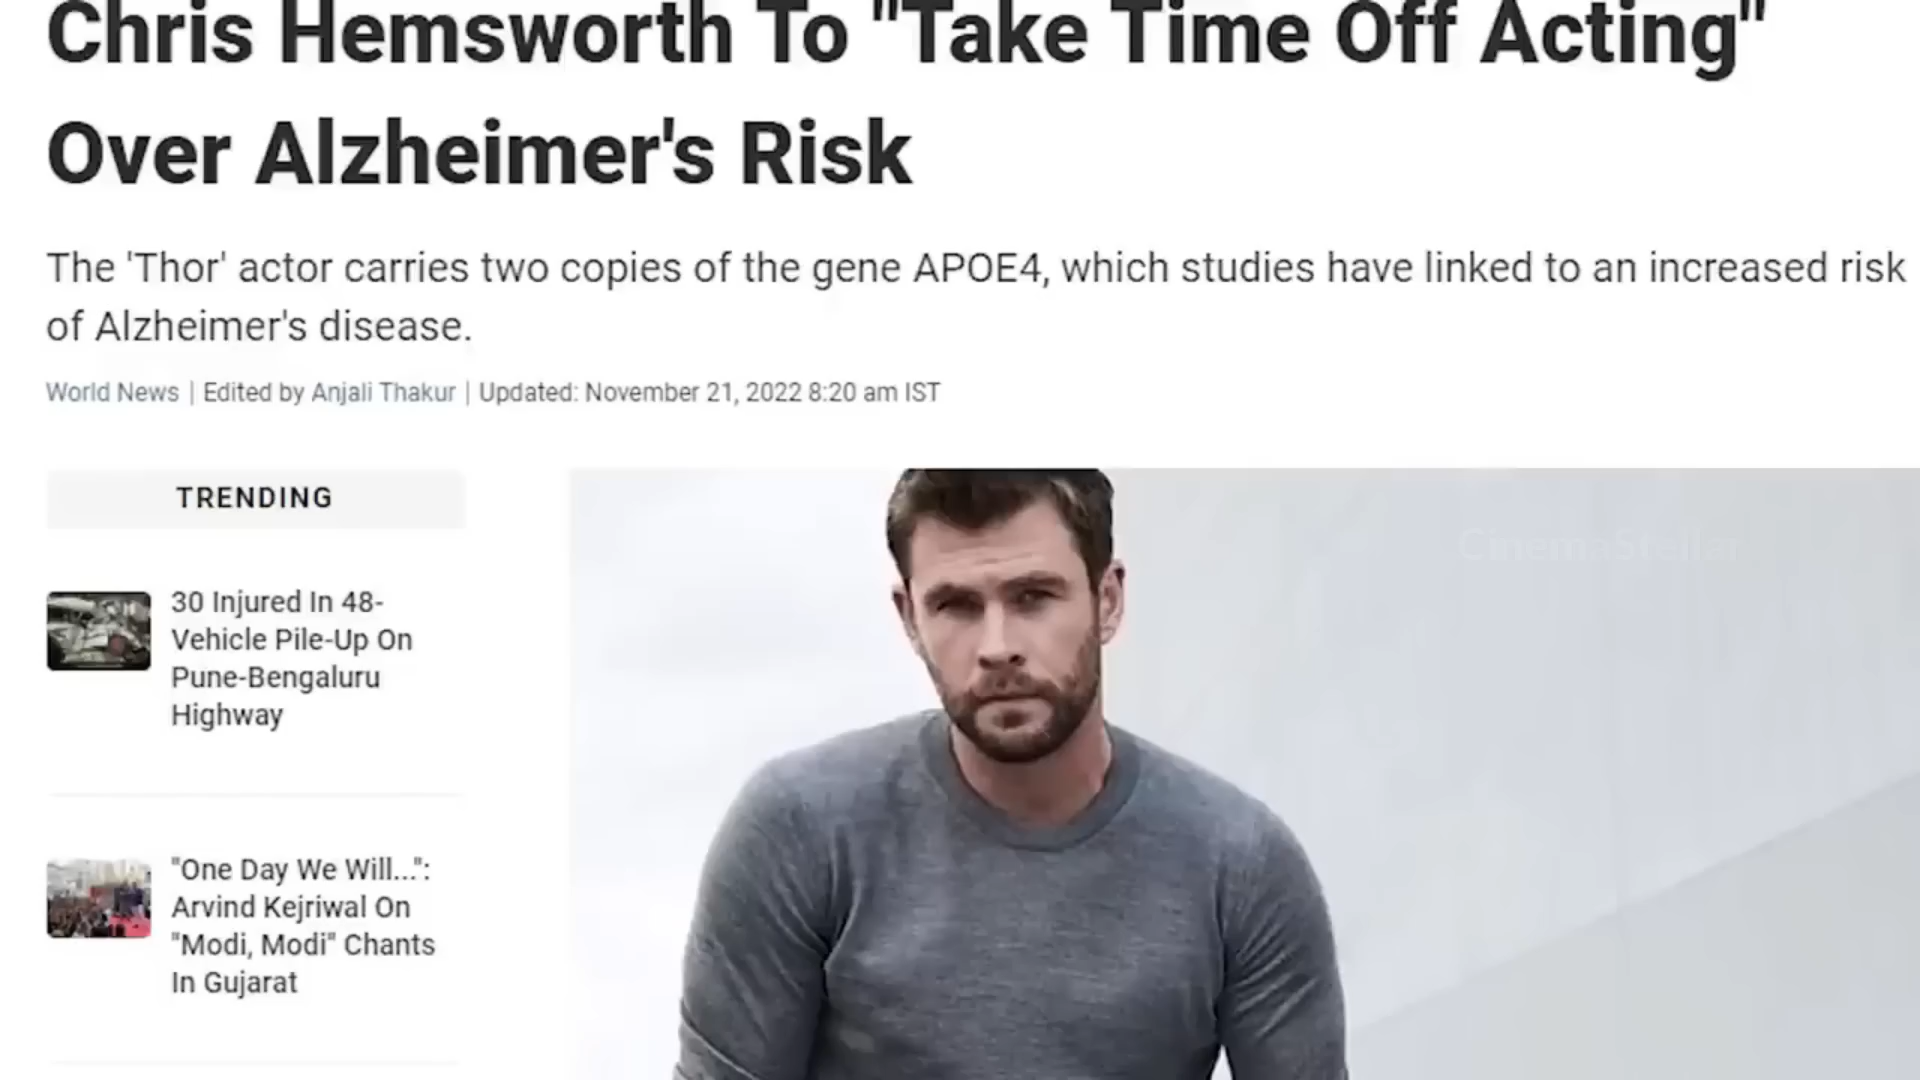 Chris Hemsworth To "Take Time Off Acting"
Over Alzheimer's Risk
The 'Thor' actor carries two copies of the gene APOE4, which studies have linked to an increased risk
of Alzheimer's disease.
World News | Edited by Anjali Thakur | Updated: November 21, 2022 8:20 am IST
TRENDING
30 Injured In 48-
Vehicle Pile-Up On
Pune-Bengaluru
Highway
"One Day We Will...":
Arvind Kejriwal On
"Modi, Modi" Chants
In Gujarat
CinemaStellar